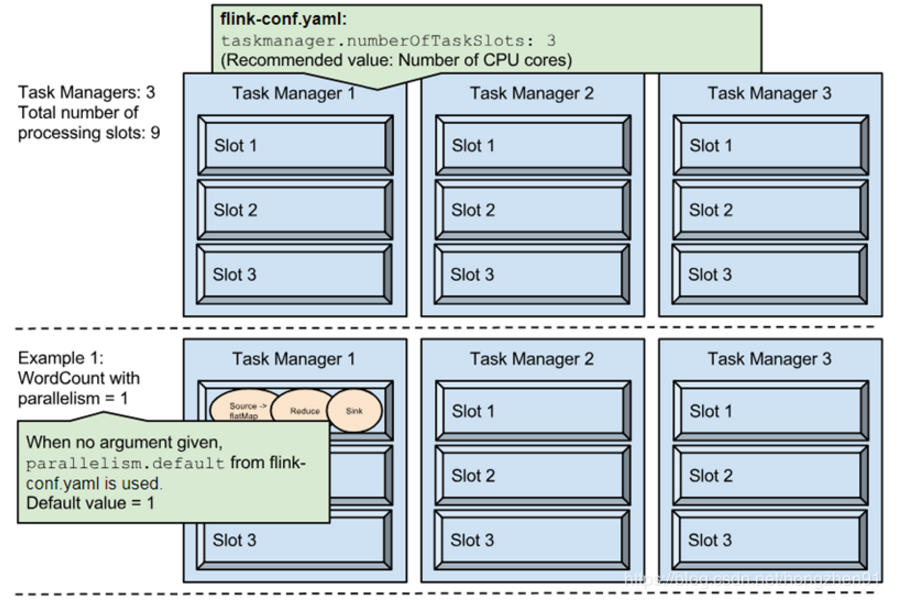 flink-conf.yaml:
taskmanager.numberOfTaskSlots: 3
(Recommended value: Number of CPU cores)
Task Managers: 3
Total number of
processing slots: 9
Task Manager 1
Slot 1
Slot 2
Slot 3
Task Manager 2
Slot 1
Slot 2
Slot 3
Task Manager 3
Slot 1
Slot 2
Slot 3
Example 1:
WordCount with
parallelism = 1
When no argument given,
parallelism.default from flink-
conf.yaml is used.
Default value = 1
Task Manager 1
Source ->
flatMap
Reduce
Sink
Slot 3
Task Manager 2
Slot 1
Slot 2
Slot 3
Task Manager 3
Slot 1
Slot 2
Slot 3
https://blog.csdn.net/hongzhen91